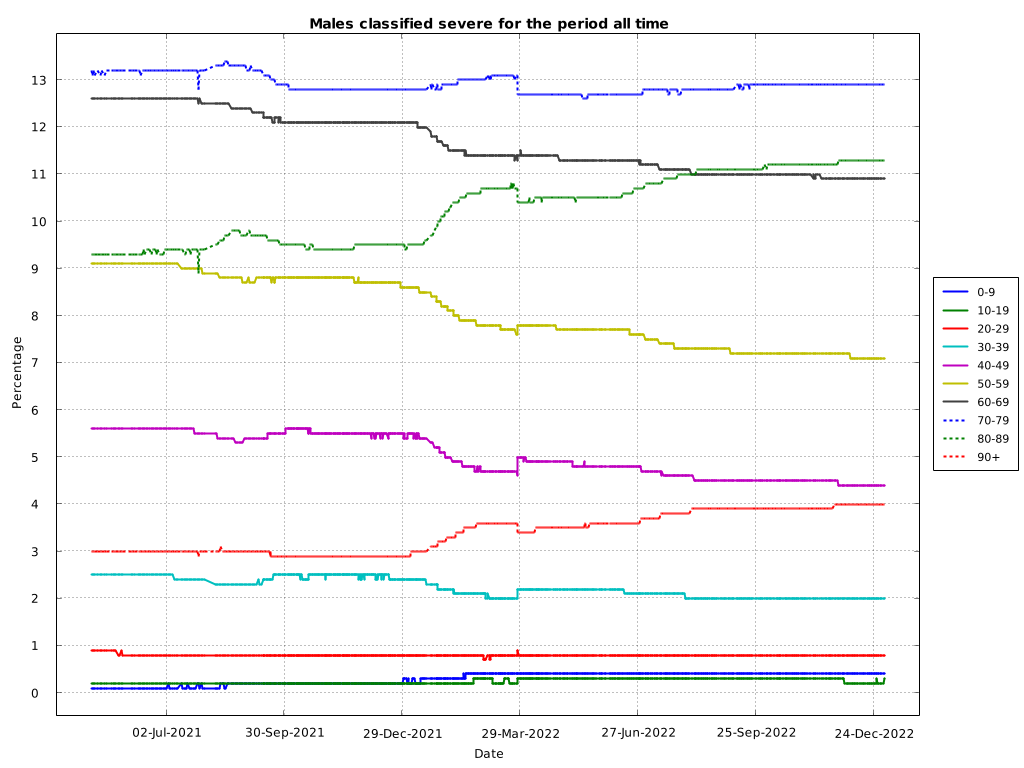 Males classified severe for the period all time
Percentage
13
12
11
10
9
8
7
6
5
4
3
2
1
0
02-Jul-2021
30-Sep-2021
29-Dec-2021
29-Mar-2022
27-Jun-2022
25-Sep-2022
24-Dec-2022
Date
0-9
10-19
20-29
30-39
40-49
50-59
60-69
70-79
80-89
90+